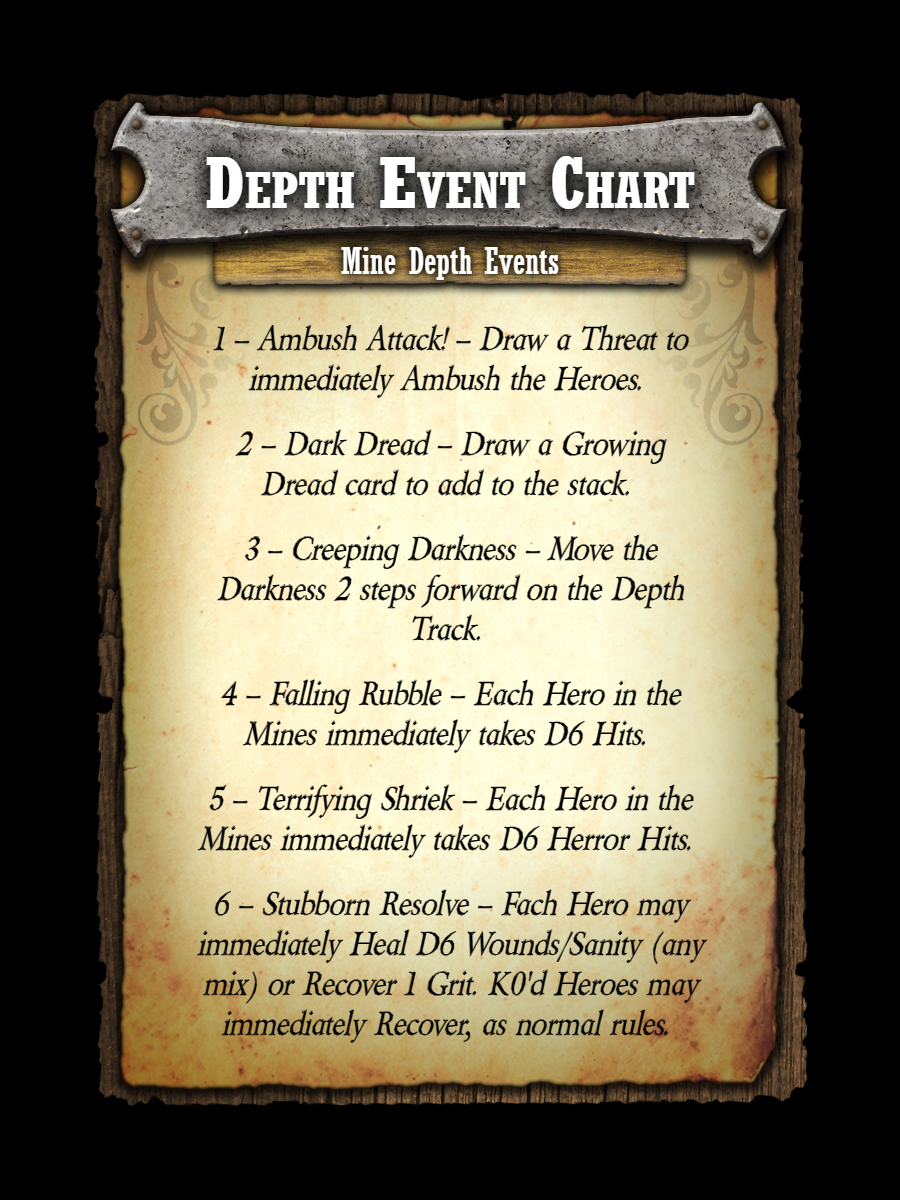 Depth Event Chart
Mine Depth Events
1 – Ambush Attack! – Draw a Threat to
immediately Ambush the Heroes.
2 – Dark Dread – Draw a Growing
Dread card to add to the stack.
3 – Creeping Darkness – Move the
Darkness 2 steps forward on the Depth
Track.
4 – Falling Rubble – Each Hero in the
Mines immediately takes D6 Hits.
5 – Terrifying Shriek – Each Hero in the
Mines immediately takes D6 Herror Hits.
6 – Stubborn Resolve – Fach Hero may
immediately Heal D6 Wounds/Sanity (any
mix) or Recover 1 Grit. K0'd Heroes may
immediately Recover, as normal rules.